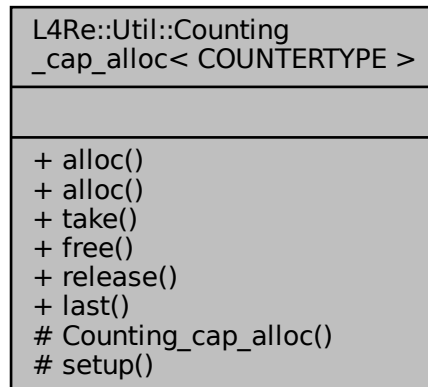 L4Re::Util::Counting
_cap_alloc< COUNTERTYPE >
+ alloc()
+ alloc()
+ take()
+ free()
+ release()
+ last()
# Counting_cap_alloc()
# setup()